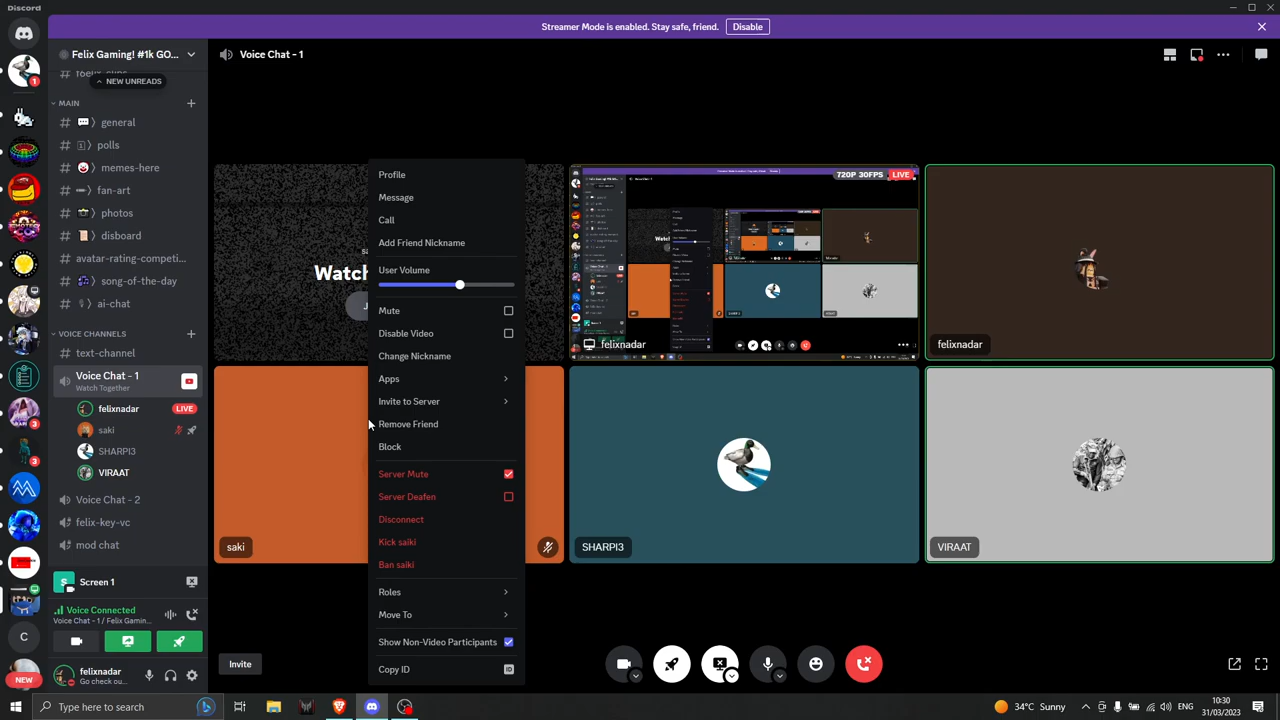 Discord
Streamer Mode is enabled. Stay safe, friend.
Disable
Felix Gaming! #1k GO...
Voice Chat - 1
1
NEW UNREADS
MAIN
general
polls
memes-here
fan-art
photos
disboard
avatar-rating-competi...
song-of-the-day
ai-chat
VOICE CHANNELS
text-channel
Voice Chat - 1
Watch Together
felixnadar
LIVE
saki
SHARPI3
VIRAAT
Voice Chat - 2
felix-key-vc
mod chat
3
3
C
NEW
Screen 1
Voice Connected
Voice Chat - 1 / Felix Gamin...
felixnadar
Go check ou...
Watch
Profile
Message
Call
Add Friend Nickname
User Volume
Mute
Disable Video
Change Nickname
Apps
Invite to Server
Remove Friend
Block
Server Mute
Server Deafen
Disconnect
Kick saiki
Ban saiki
Roles
Move To
Show Non-Video Participants
Copy ID
ID
720P 30FPS
LIVE
felixnadar
felixnadar
saki
SHARPI3
VIRAAT
Invite
Type here to search
34°C Sunny
ENG
10:30
31/03/2023